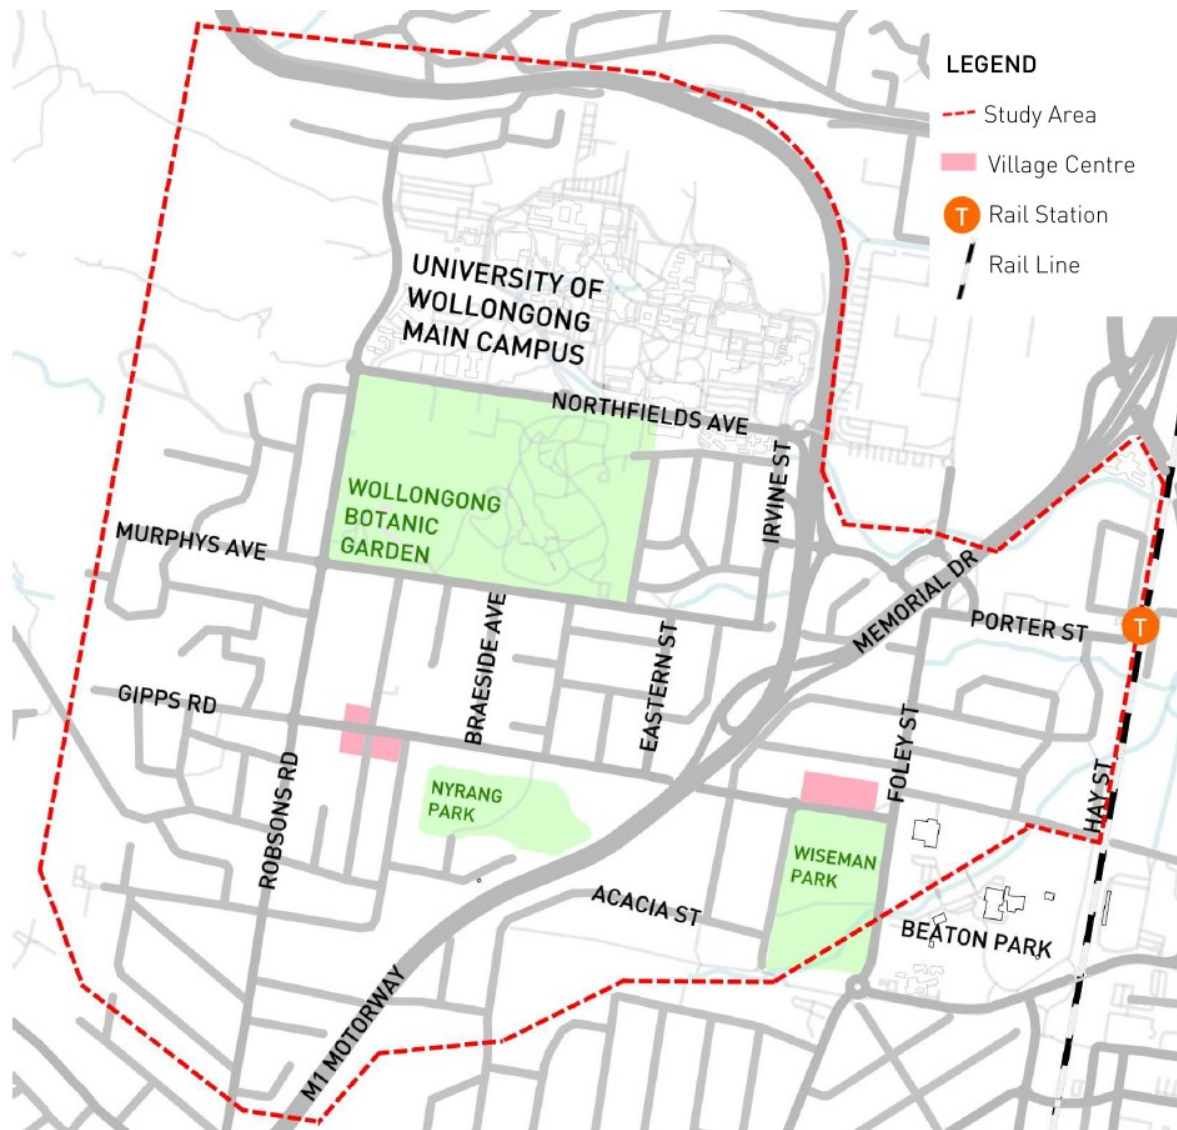 LEGEND
Study Area
Village Centre
T
Rail Station
Rail Line
UNIVERSITY OF
WOLLONGONG
MAIN CAMPUS
NORTHFIELDS AVE
IRVINE ST
WOLLONGONG
BOTANIC
GARDEN
MURPHYS AVE
MEMORIAL DR
PORTER ST
T
BRAESIDE AVE
EASTERN ST
GIPPS RD
FOLEY ST
HAY ST
ROBSONS RD
NYRANG
PARK
WISEMAN
PARK
ACACIA ST
BEATON PARK
M1 MOTORWAY